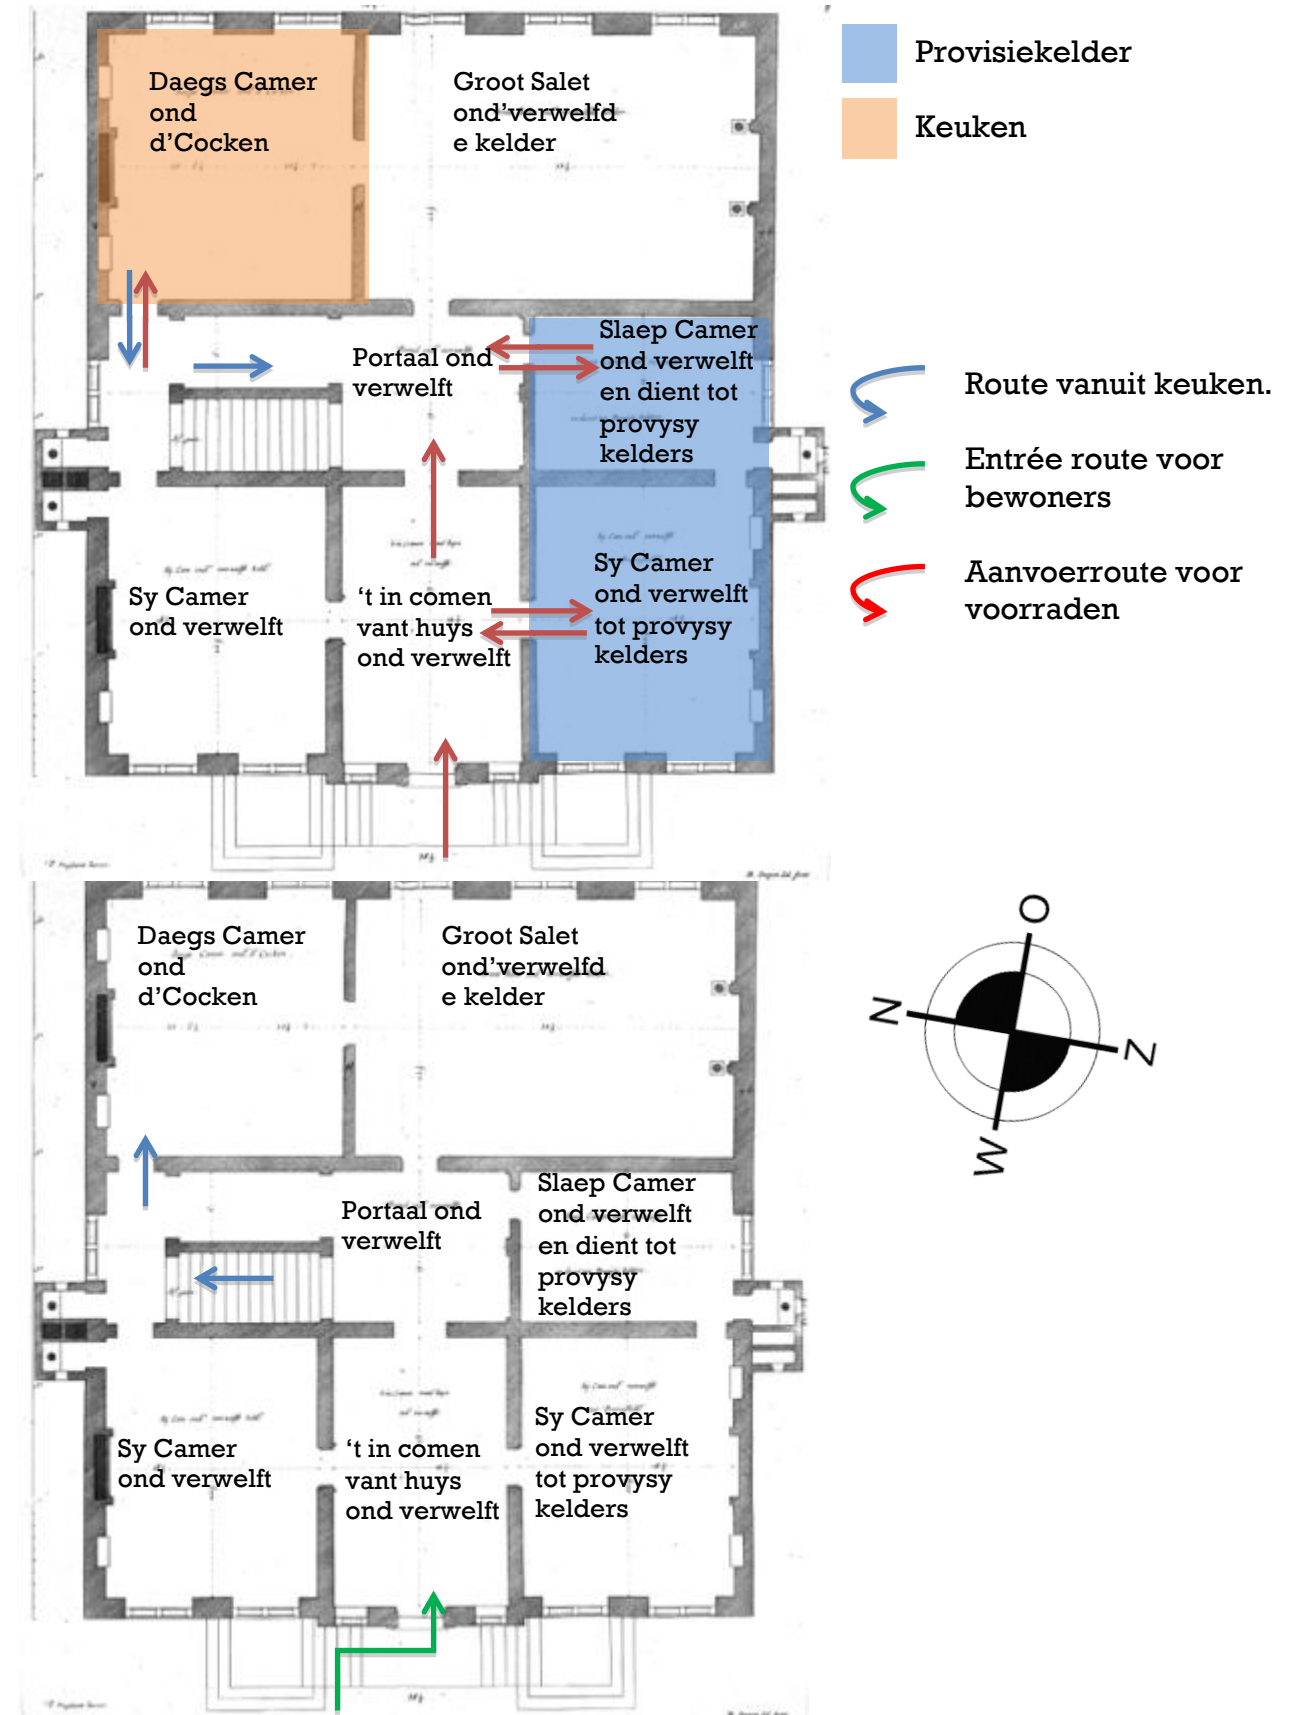 Daegs Camer
ond
d'Cocken
Groot Salet
ond'verwelfd
e kelder
Portaal ond
verwelft
Slaep Camer
ond verwelft
en dient tot
provysy
kelders
Sy Camer
ond verwelft
't in comen
vant huys
ond verwelft
Sy Camer
ond verwelft
tot provysy
kelders
Provisiekelder
Keuken
Route vanuit keuken.
Entrée route voor
bewoners
Aanvoerroute voor
voorraden
Daegs Camer
ond
d'Cocken
Groot Salet
ond'verwelfd
e kelder
Portaal ond
verwelft
Slaep Camer
ond verwelft
en dient tot
provysy
kelders
Sy Camer
ond verwelft
't in comen
vant huys
ond verwelft
Sy Camer
ond verwelft
tot provysy
kelders
O
N
Z
W